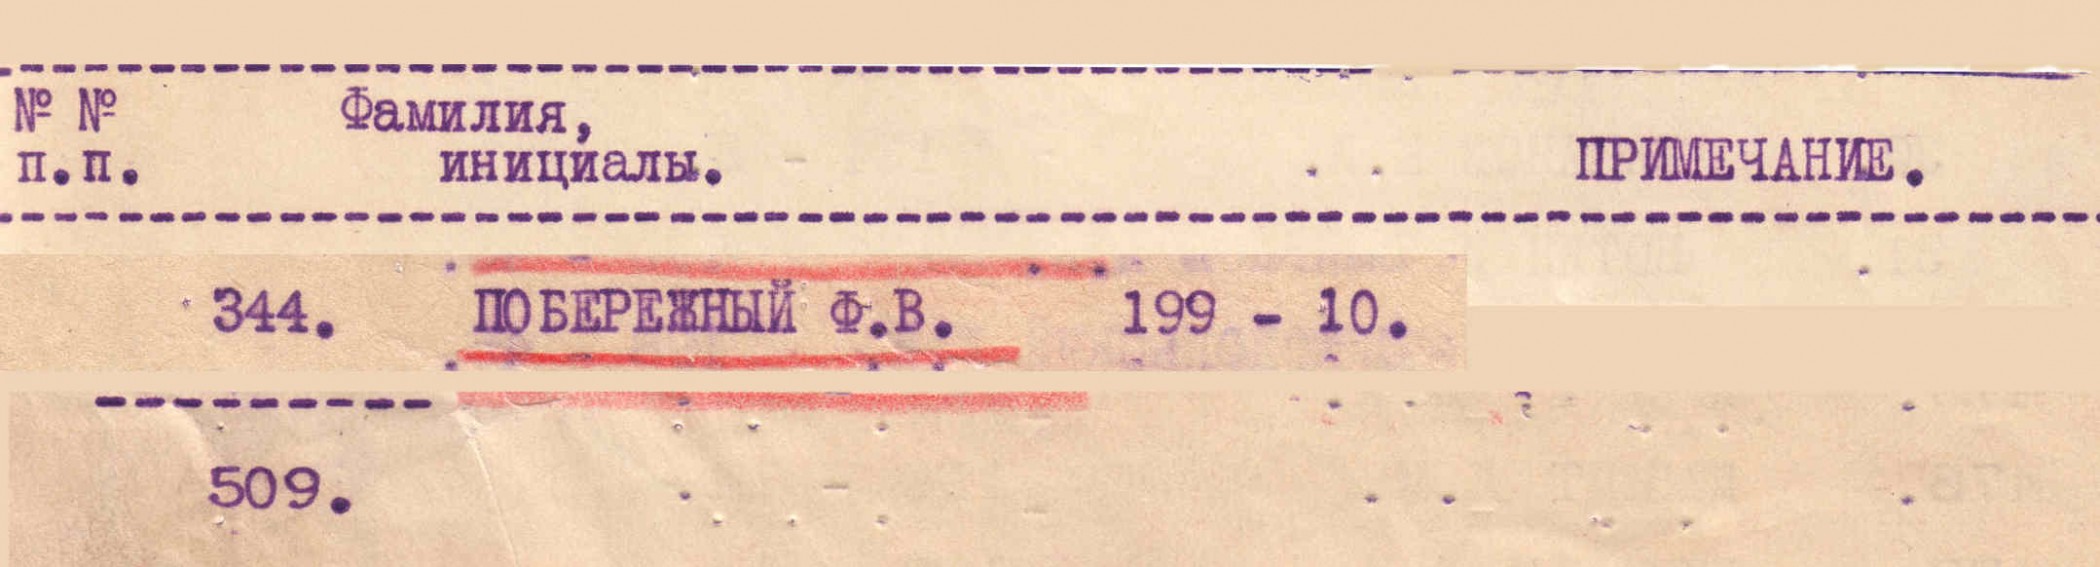 № № Фамилия,
п.п. инициалы. ПРИМЕЧАНИЕ.
344. ПОБЕРЕЖНЫЙ Ф.В. 199 - 10.
509.